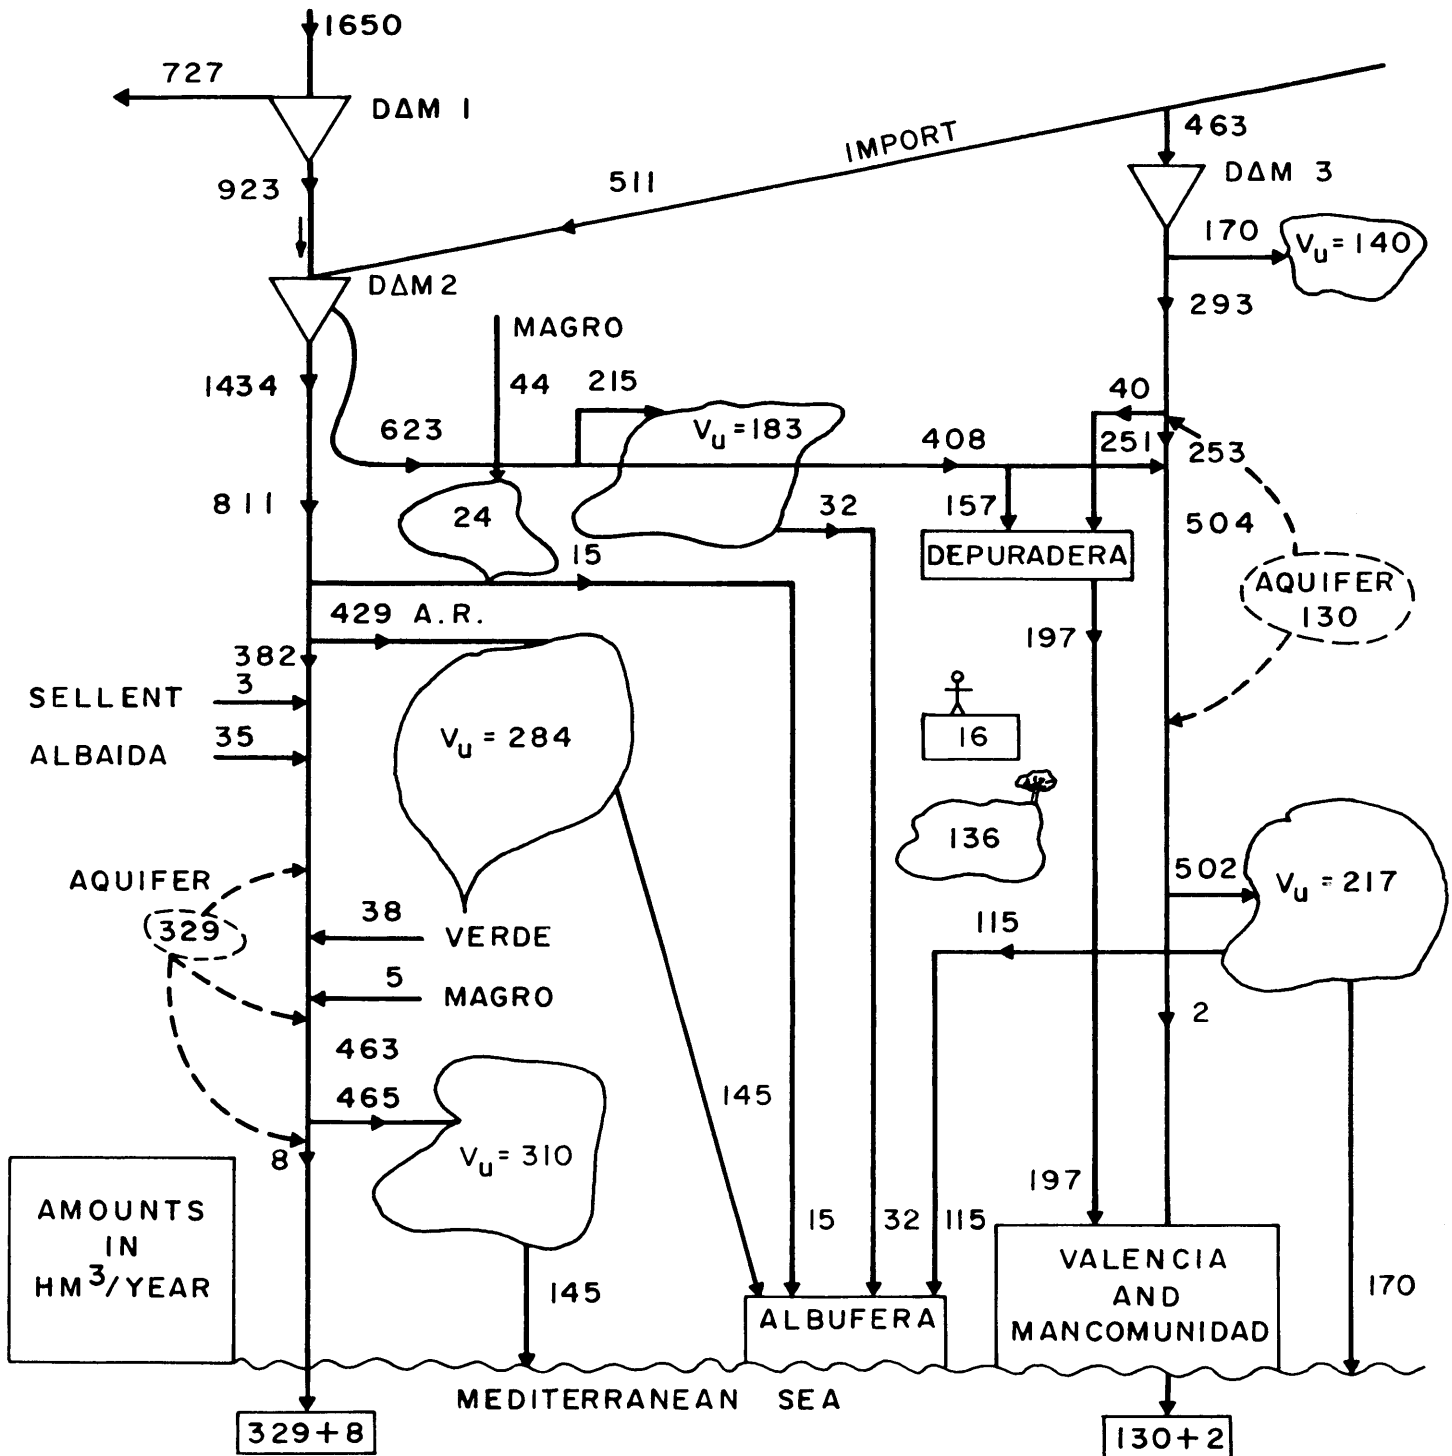 1650
727
DAM 1
IMPORT
463
923
511
DAM 3
170
Vu = 140
DAM2
293
MAGRO
1434
44
215
40
Vu = 183
623
408
251
253
811
24
32
157
504
15
DEPURADERA
AQUIFER
130
429 A.R.
197
382
SELLENT
3
16
ALBAIDA
35
Vu = 284
136
AQUIFER
329
38
VERDE
502
Vu = 217
115
5
MAGRO
2
463
465
145
8
Vu = 310
197
AMOUNTS
IN
HM³/YEAR
15
32
115
VALENCIA
AND
MANCOMUNIDAD
145
ALBUFERA
170
MEDITERRANEAN SEA
329+8
130+2